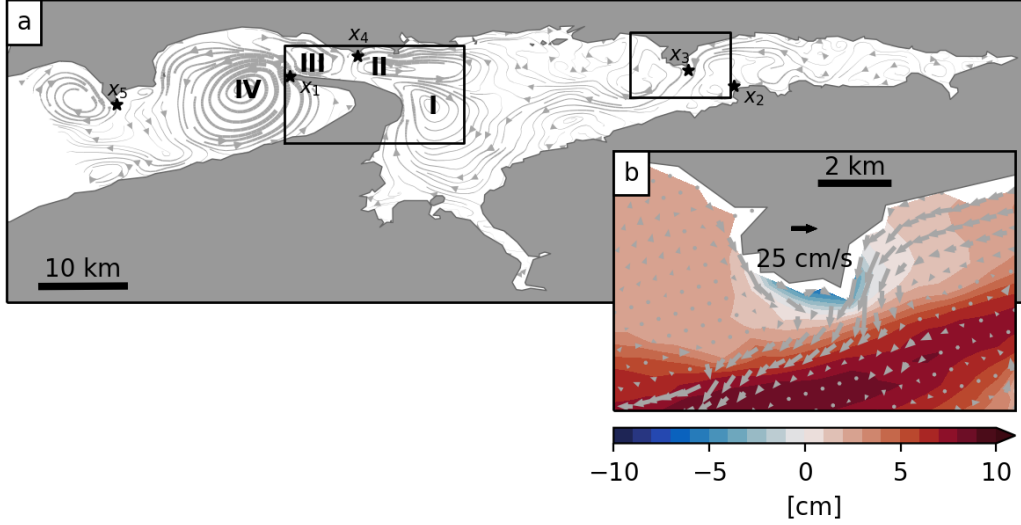 a
x₄
III
II
x₃
IV
x₁
x₅
I
x₂
b
2 km
25 cm/s
10 km
−10 −5 0 5 10
[cm]